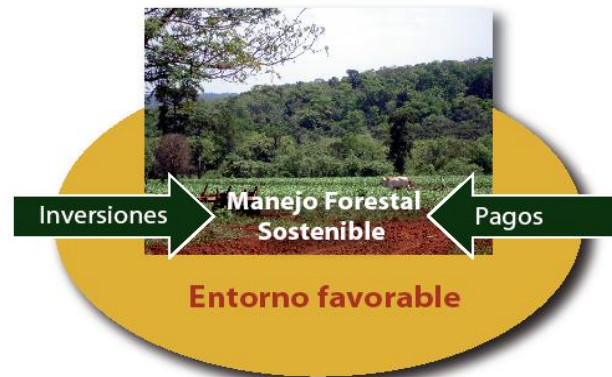 Inversiones
Manejo Forestal
Sostenible
Pagos
Entorno favorable